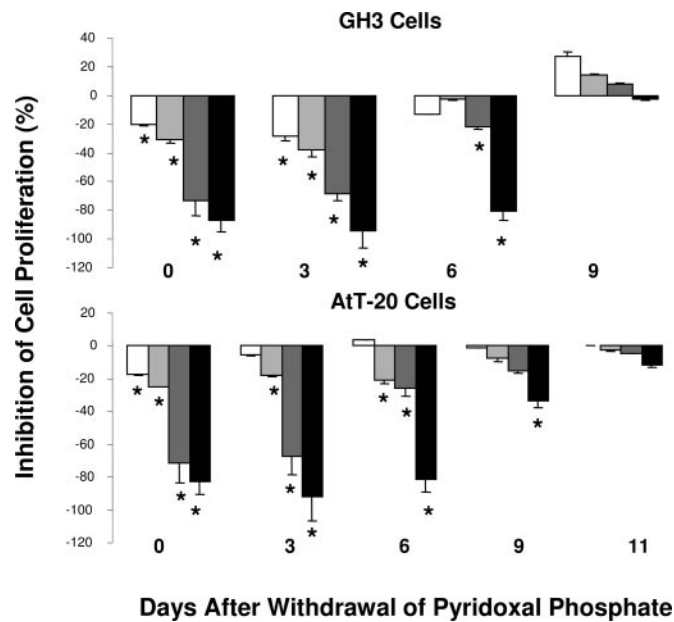 GH3 Cells
40
20
0
-20
-40
-60
-80
-100
-120
* * * *
* * * *
* *
0 3 6 9
AtT-20 Cells
20
0
-20
-40
-60
-80
-100
-120
* * * *
* * *
* * *
*
0 3 6 9 11
Inhibition of Cell Proliferation (%)
Days After Withdrawal of Pyridoxal Phosphate